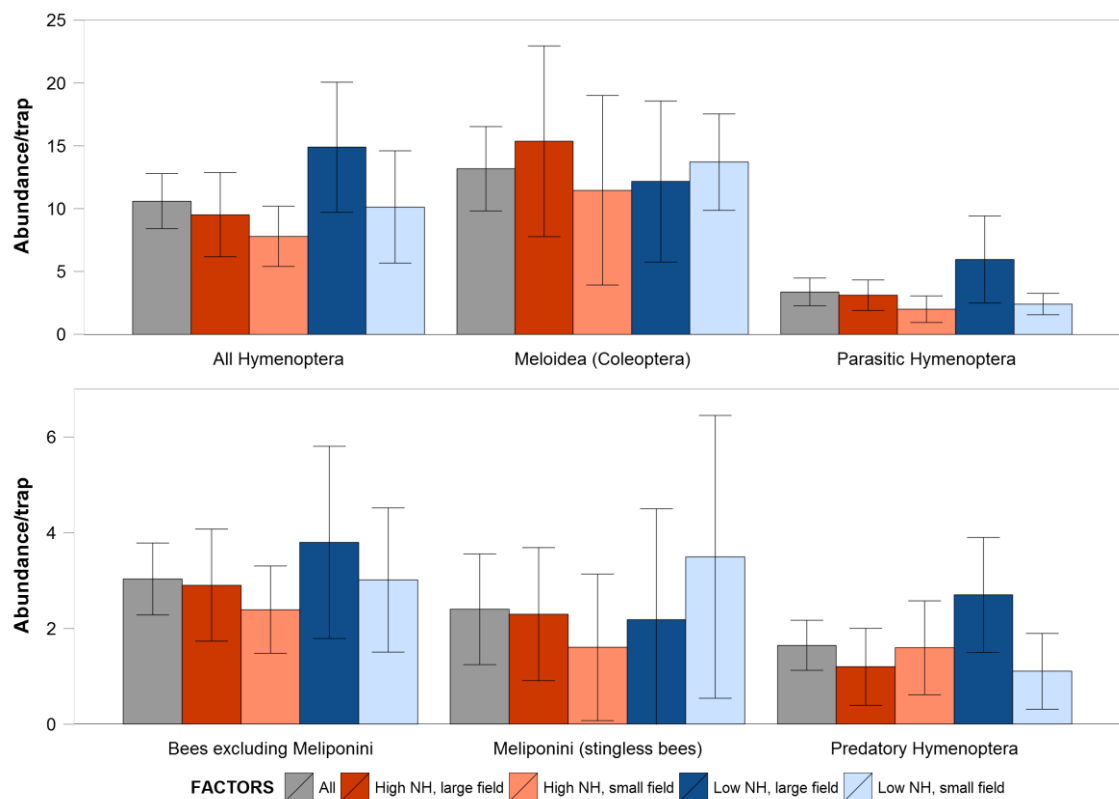 25
20
15
10
5
0
Abundance/trap
All Hymenoptera
Meloidea (Coleoptera)
Parasitic Hymenoptera
6
4
2
0
Abundance/trap
Bees excluding Meliponini
Meliponini (stingless bees)
Predatory Hymenoptera
FACTORS All High NH, large field High NH, small field Low NH, large field Low NH, small field